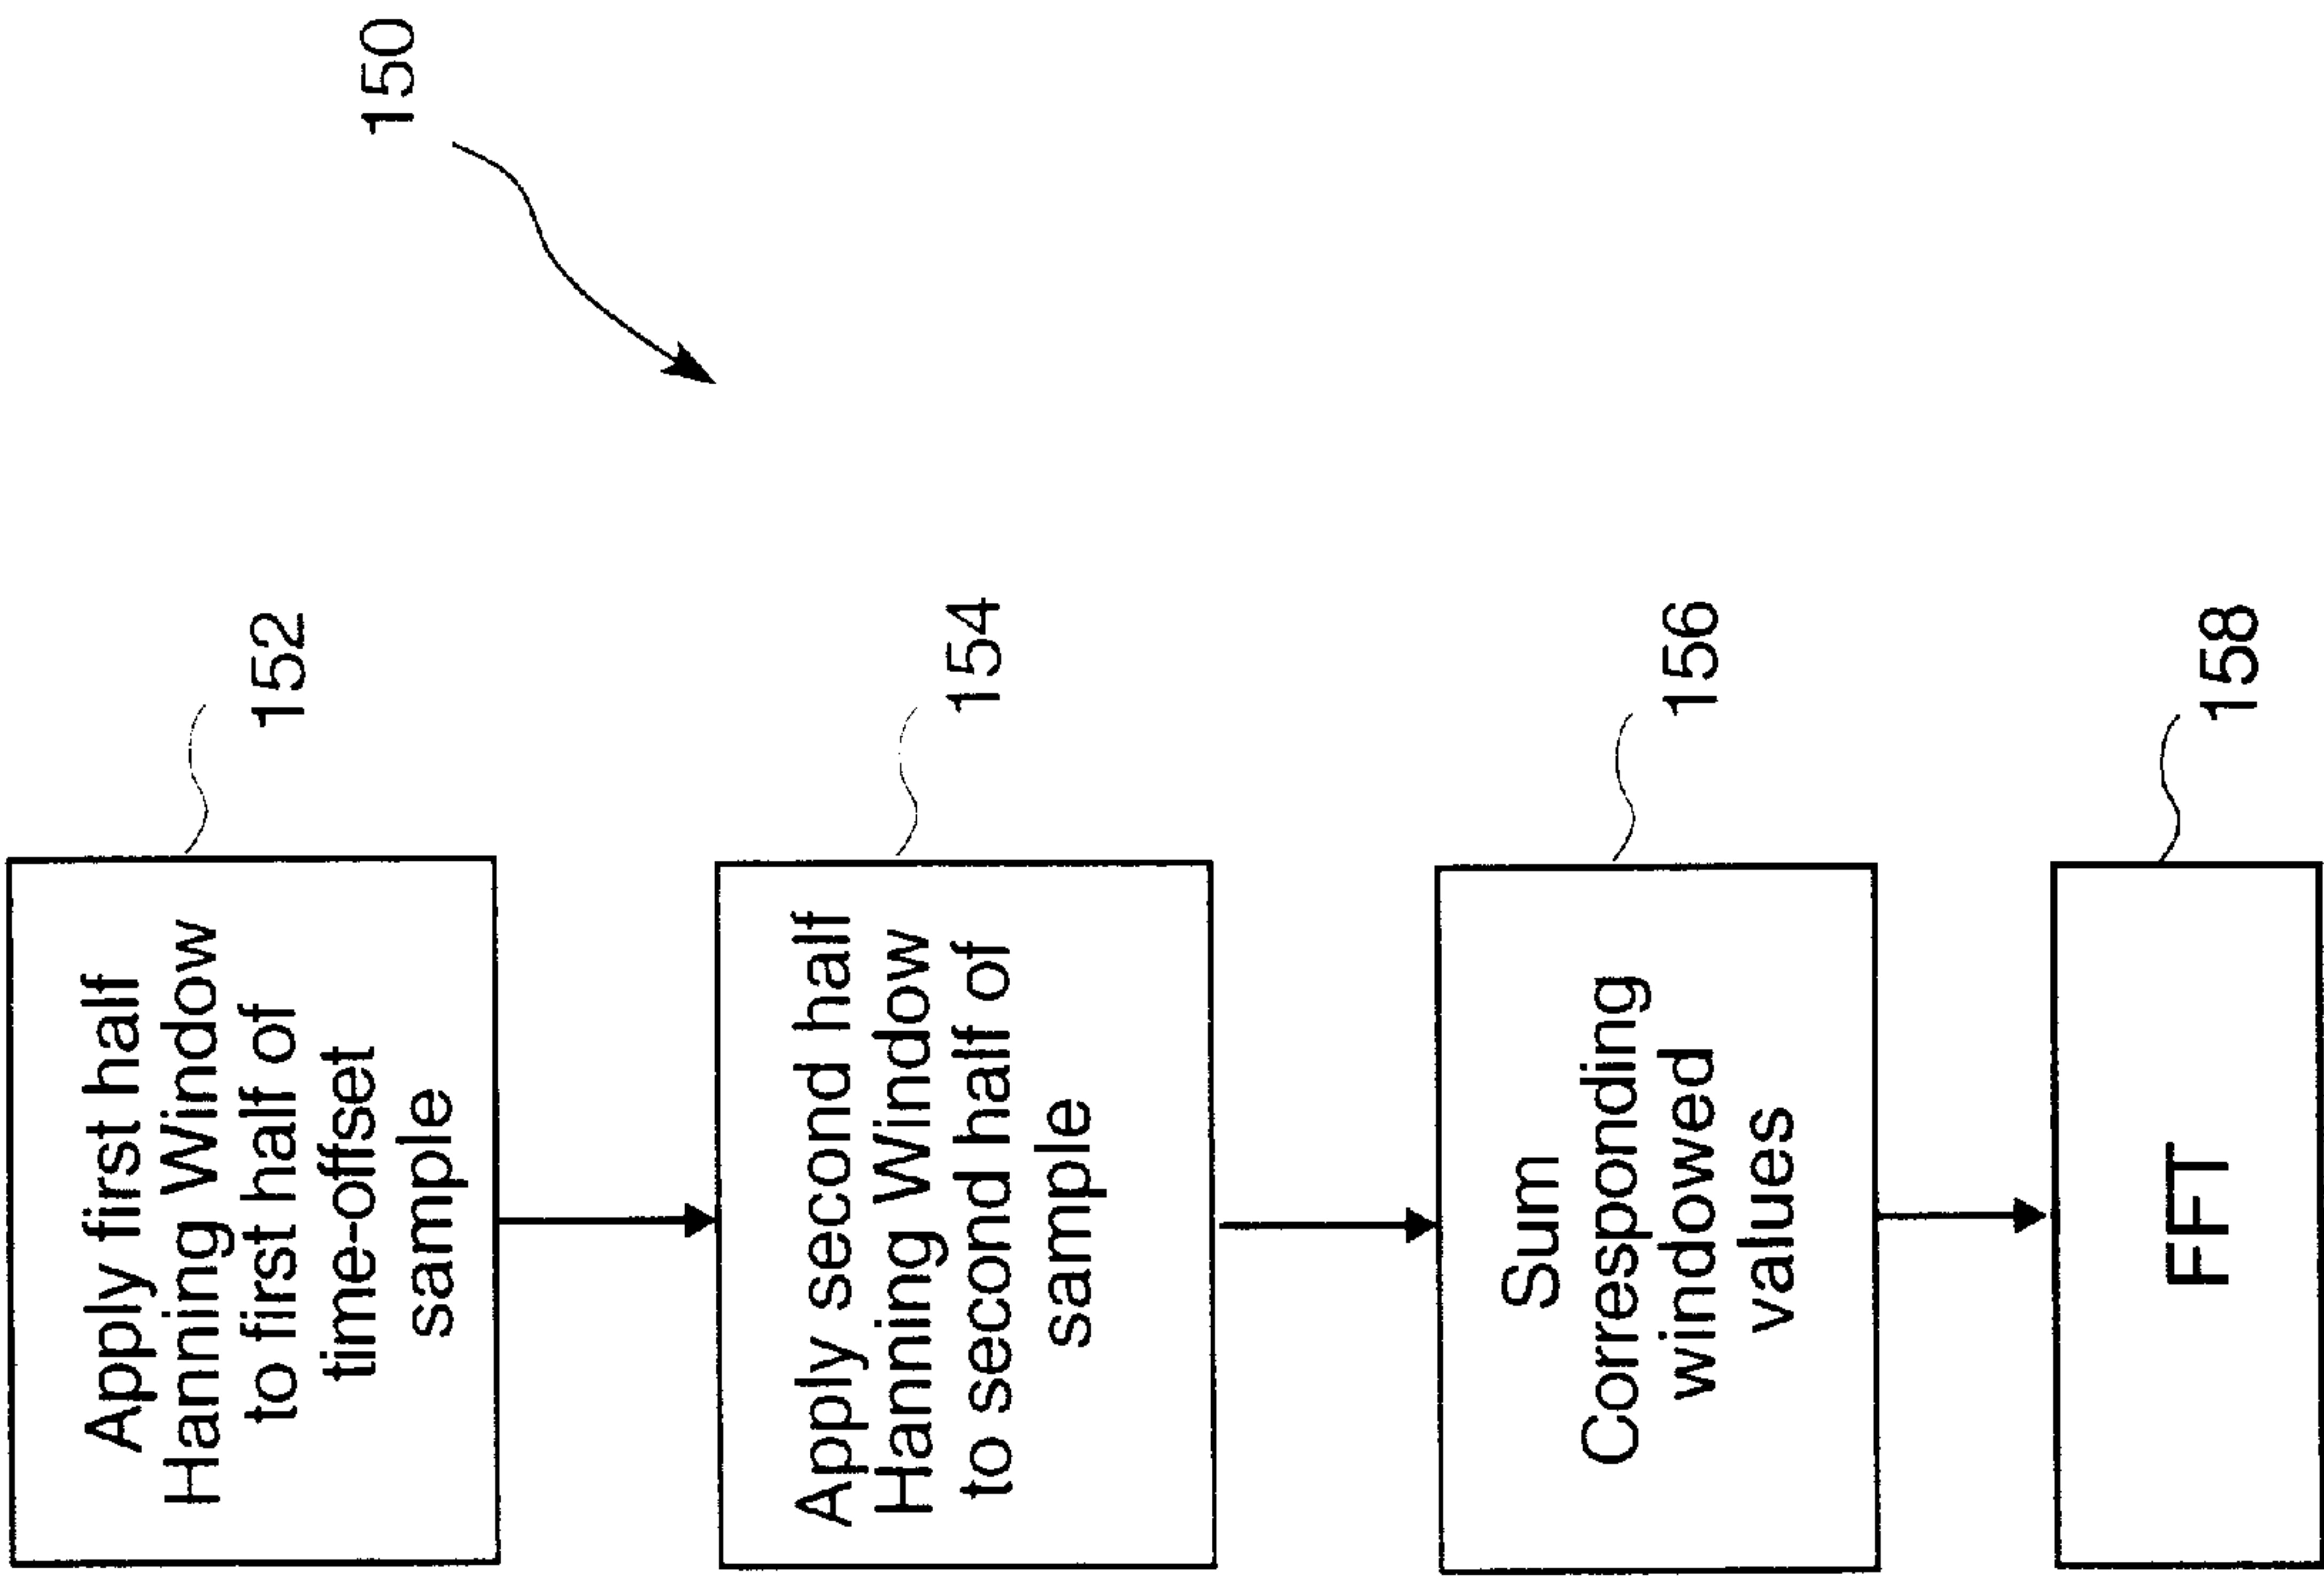 150
Apply first half
Hanning Window
to first half of
time-offset
sample
152
Apply second half
Hanning Window
to second half of
sample
154
Sum
Corresponding
windowed
values
156
FFT
158